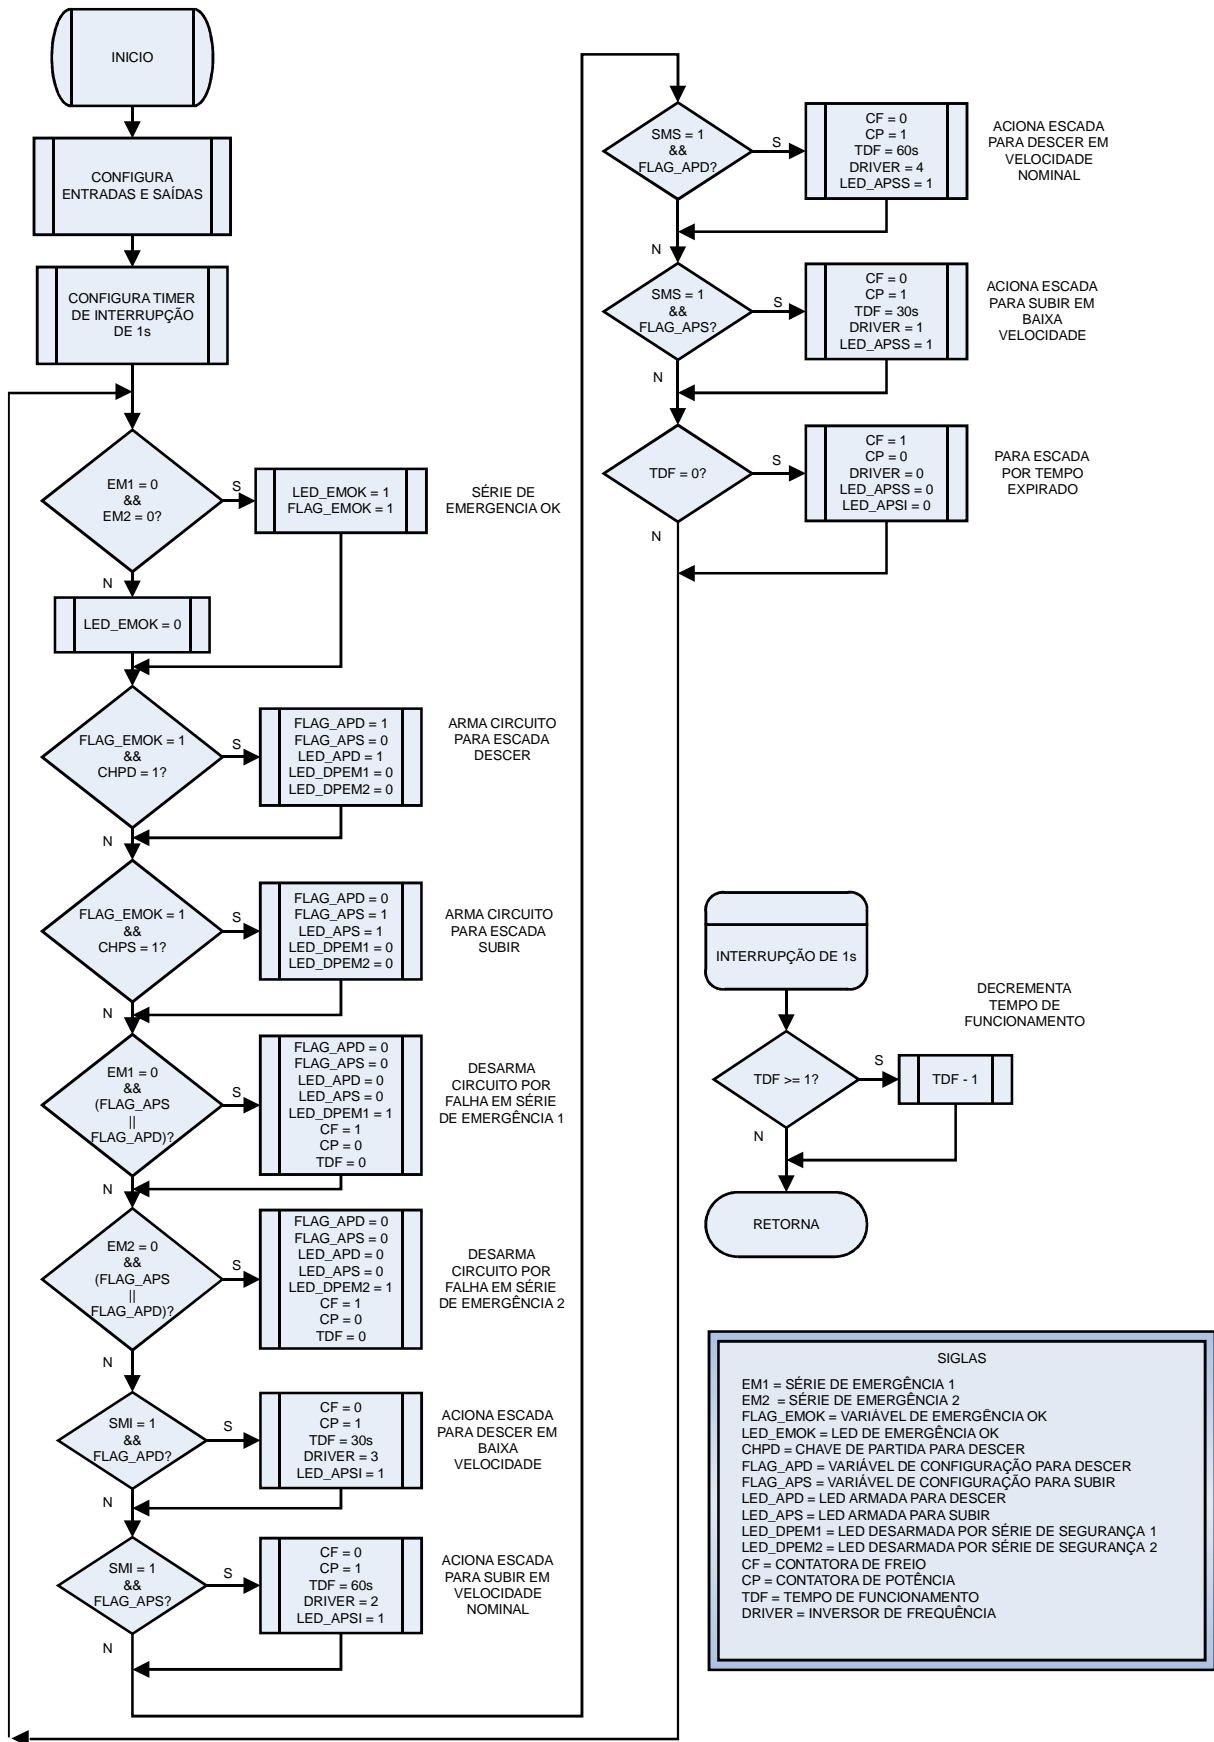 INICIO
CONFIGURA
ENTRADAS E SAÍDAS
CONFIGURA TIMER
DE INTERRUPÇÃO
DE 1s
EM1 = 0
&&
EM2 = 0?
S
LED_EMOK = 1
FLAG_EMOK = 1
SÉRIE DE
EMERGENCIA OK
N
LED_EMOK = 0
FLAG_EMOK = 1
&&
CHPD = 1?
S
FLAG_APD = 1
FLAG_APS = 0
LED_APD = 1
LED_DPEM1 = 0
LED_DPEM2 = 0
ARMA CIRCUITO
PARA ESCADA
DESCER
N
FLAG_EMOK = 1
&&
CHPS = 1?
S
FLAG_APD = 0
FLAG_APS = 1
LED_APS = 1
LED_DPEM1 = 0
LED_DPEM2 = 0
ARMA CIRCUITO
PARA ESCADA
SUBIR
N
EM1 = 0
&&
(FLAG_APS
||
FLAG_APD)?
S
FLAG_APD = 0
FLAG_APS = 0
LED_APD = 0
LED_APS = 0
LED_DPEM1 = 1
CF = 1
CP = 0
TDF = 0
DESARMA
CIRCUITO POR
FALHA EM SÉRIE
DE EMERGÊNCIA 1
N
EM2 = 0
&&
(FLAG_APS
||
FLAG_APD)?
S
FLAG_APD = 0
FLAG_APS = 0
LED_APD = 0
LED_APS = 0
LED_DPEM2 = 1
CF = 1
CP = 0
TDF = 0
DESARMA
CIRCUITO POR
FALHA EM SÉRIE
DE EMERGÊNCIA 2
N
SMI = 1
&&
FLAG_APD?
S
CF = 0
CP = 1
TDF = 30s
DRIVER = 3
LED_APSI = 1
ACIONA ESCADA
PARA DESCER EM
BAIXA
VELOCIDADE
N
SMI = 1
&&
FLAG_APS?
S
CF = 0
CP = 1
TDF = 60s
DRIVER = 2
LED_APSI = 1
ACIONA ESCADA
PARA SUBIR EM
VELOCIDADE
NOMINAL
N
SMS = 1
&&
FLAG_APD?
S
CF = 0
CP = 1
TDF = 60s
DRIVER = 4
LED_APSS = 1
ACIONA ESCADA
PARA DESCER EM
VELOCIDADE
NOMINAL
N
SMS = 1
&&
FLAG_APS?
S
CF = 0
CP = 1
TDF = 30s
DRIVER = 1
LED_APSS = 1
ACIONA ESCADA
PARA SUBIR EM
BAIXA
VELOCIDADE
N
TDF = 0?
S
CF = 1
CP = 0
DRIVER = 0
LED_APSS = 0
LED_APSI = 0
PARA ESCADA
POR TEMPO
EXPIRADO
N
INTERRUPÇÃO DE 1s
DECREMENTA
TEMPO DE
FUNCIONAMENTO
TDF >= 1?
S
TDF - 1
N
RETORNA
SIGLAS
EM1 = SÉRIE DE EMERGÊNCIA 1
EM2 = SÉRIE DE EMERGÊNCIA 2
FLAG_EMOK = VARIÁVEL DE EMERGÊNCIA OK
LED_EMOK = LED DE EMERGÊNCIA OK
CHPD = CHAVE DE PARTIDA PARA DESCER
FLAG_APD = VARIÁVEL DE CONFIGURAÇÃO PARA DESCER
FLAG_APS = VARIÁVEL DE CONFIGURAÇÃO PARA SUBIR
LED_APD = LED ARMADA PARA DESCER
LED_APS = LED ARMADA PARA SUBIR
LED_DPEM1 = LED DESARMADA POR SÉRIE DE SEGURANÇA 1
LED_DPEM2 = LED DESARMADA POR SÉRIE DE SEGURANÇA 2
CF = CONTATORA DE FREIO
CP = CONTATORA DE POTÊNCIA
TDF = TEMPO DE FUNCIONAMENTO
DRIVER = INVERSOR DE FREQUÊNCIA